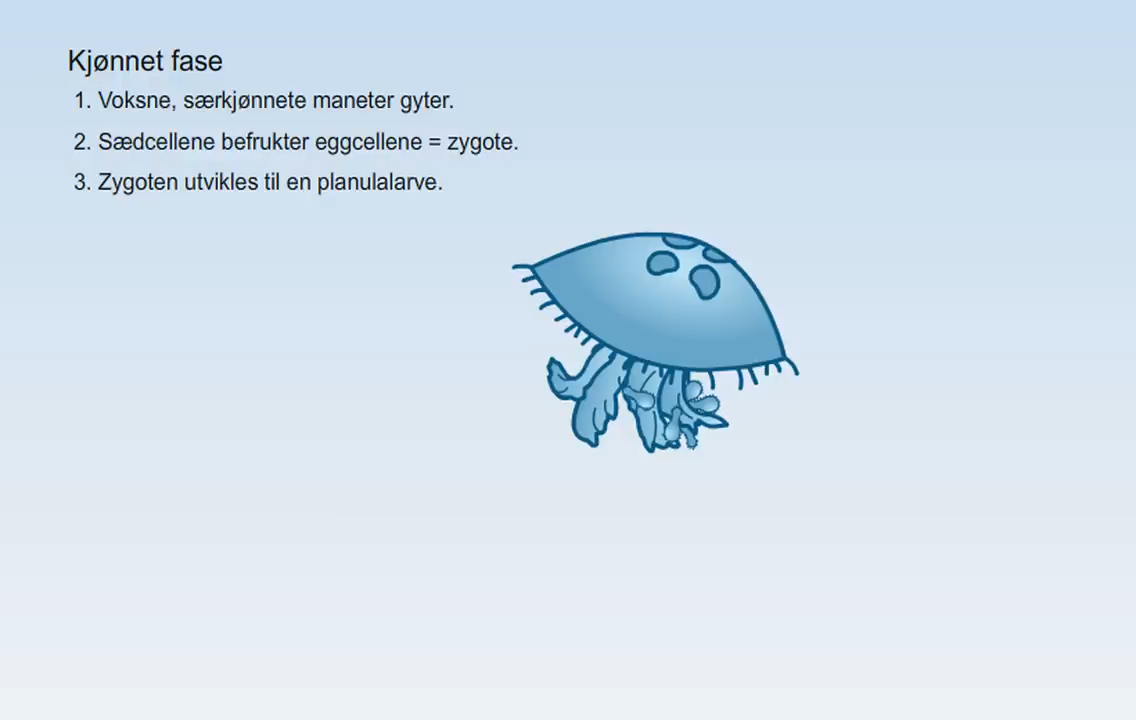 Kjønnet fase
1. Voksne, særkjønnete maneter gyter.
2. Sædcellene befrukter eggcellene = zygote.
3. Zygoten utvikles til en planulalarve.